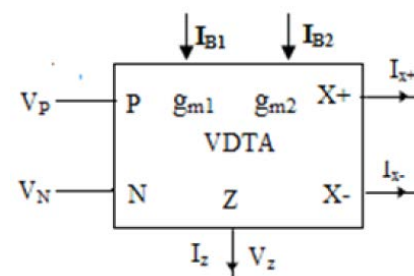 I_B1 I_B2
I_x+
V_P P g_m1 g_m2 X+
VDTA
I_x-
V_N N Z X-
I_z V_z